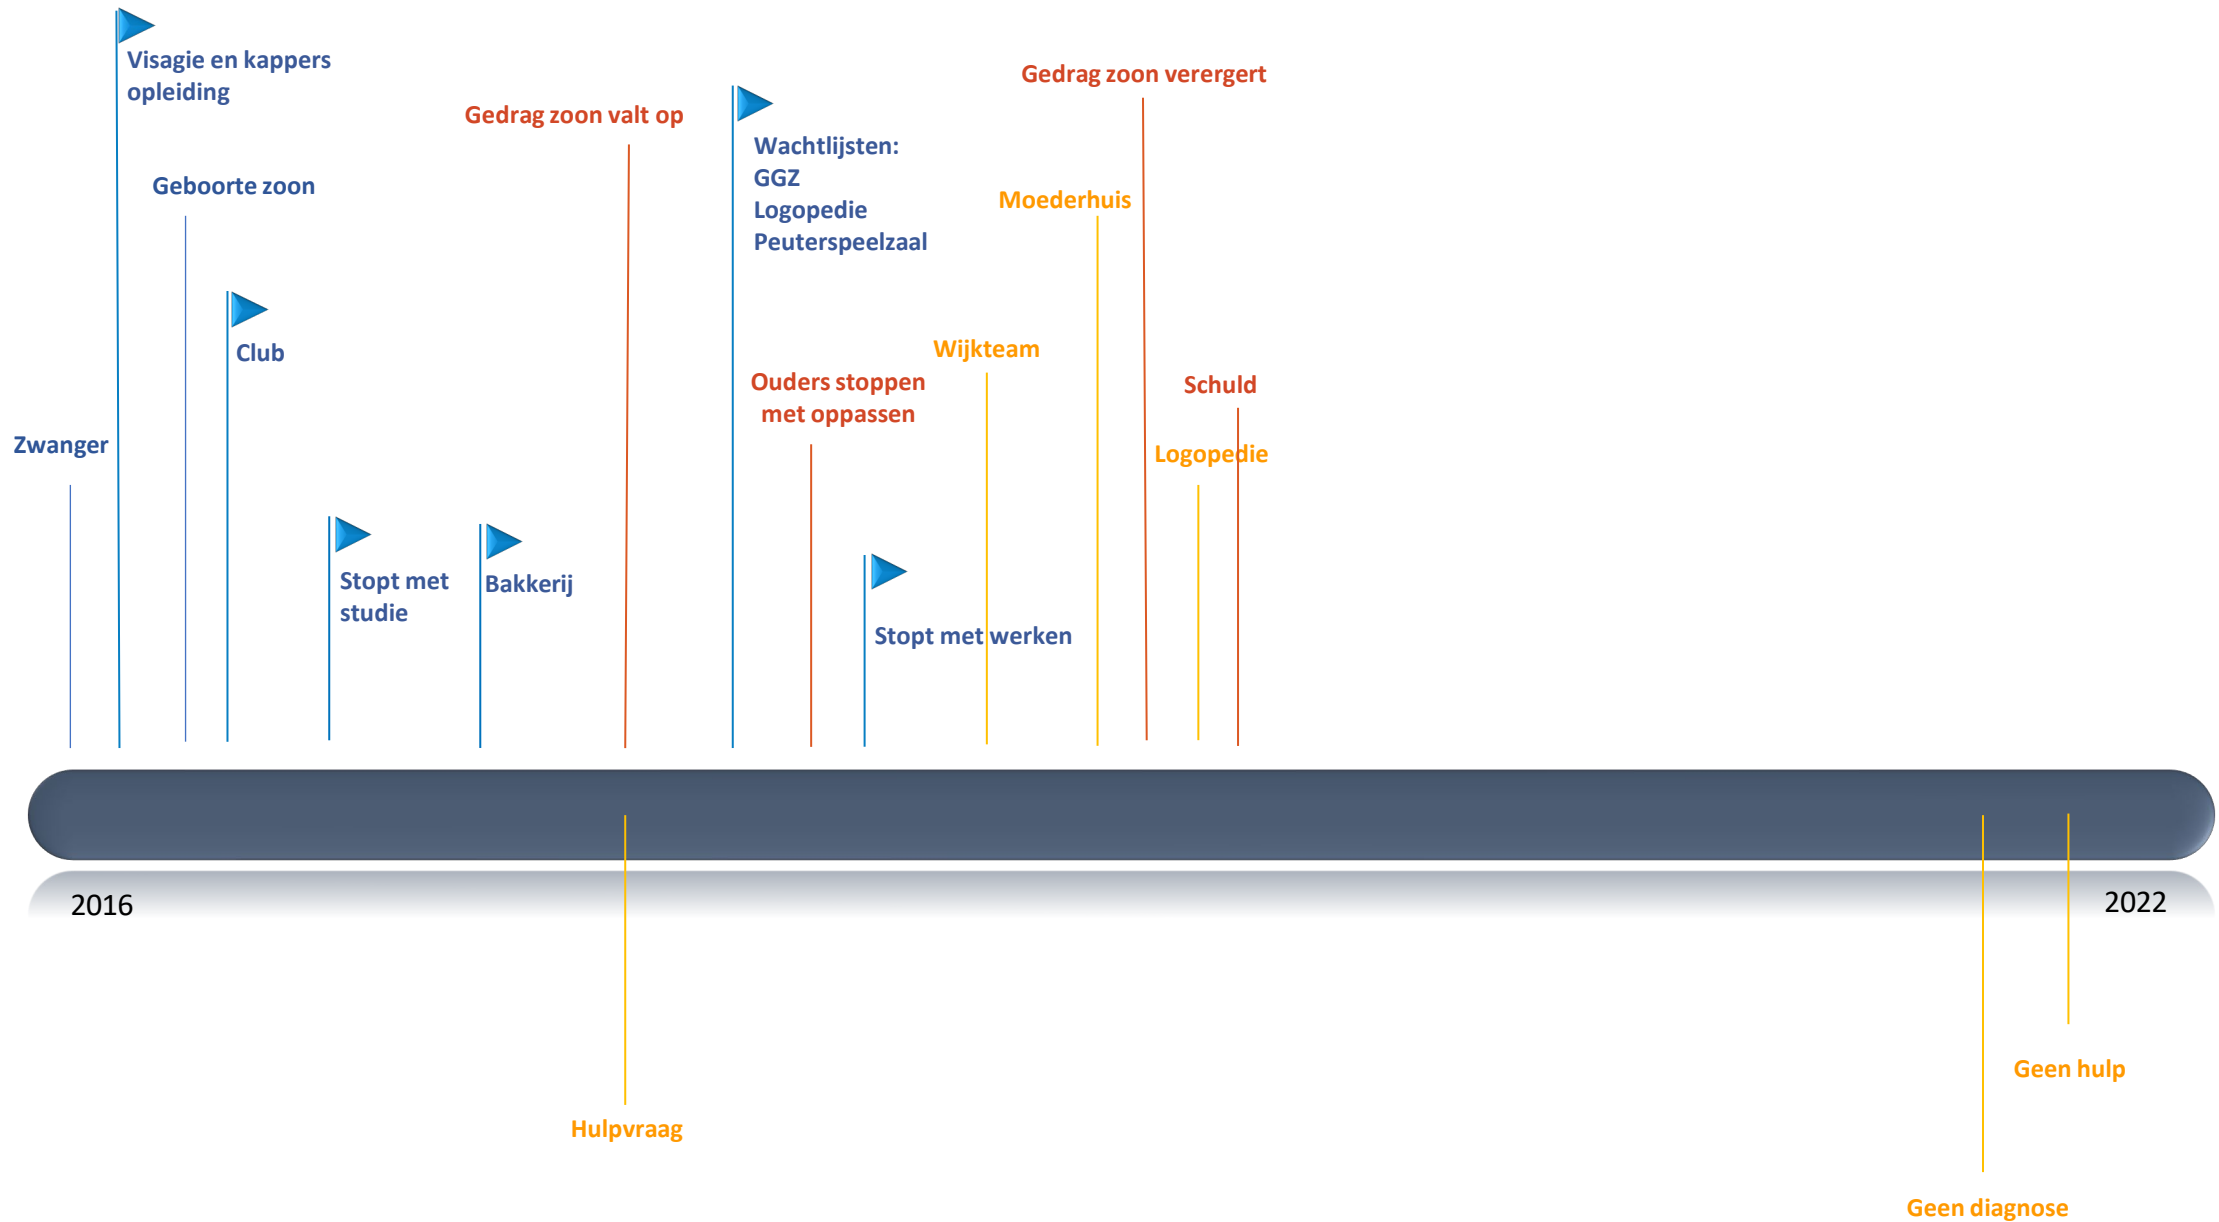 Visagie en kappers
opleiding
Gedrag zoon verergert
Gedrag zoon valt op
Wachtlijsten:
GGZ
Logopedie
Peuterspeelzaal
Geboorte zoon
Moederhuis
Club
Wijkteam
Ouders stoppen
met oppassen
Schuld
Zwanger
Logopedie
Stopt met
studie
Bakkerij
Stopt met werken
2016
2022
Geen hulp
Hulpvraag
Geen diagnose